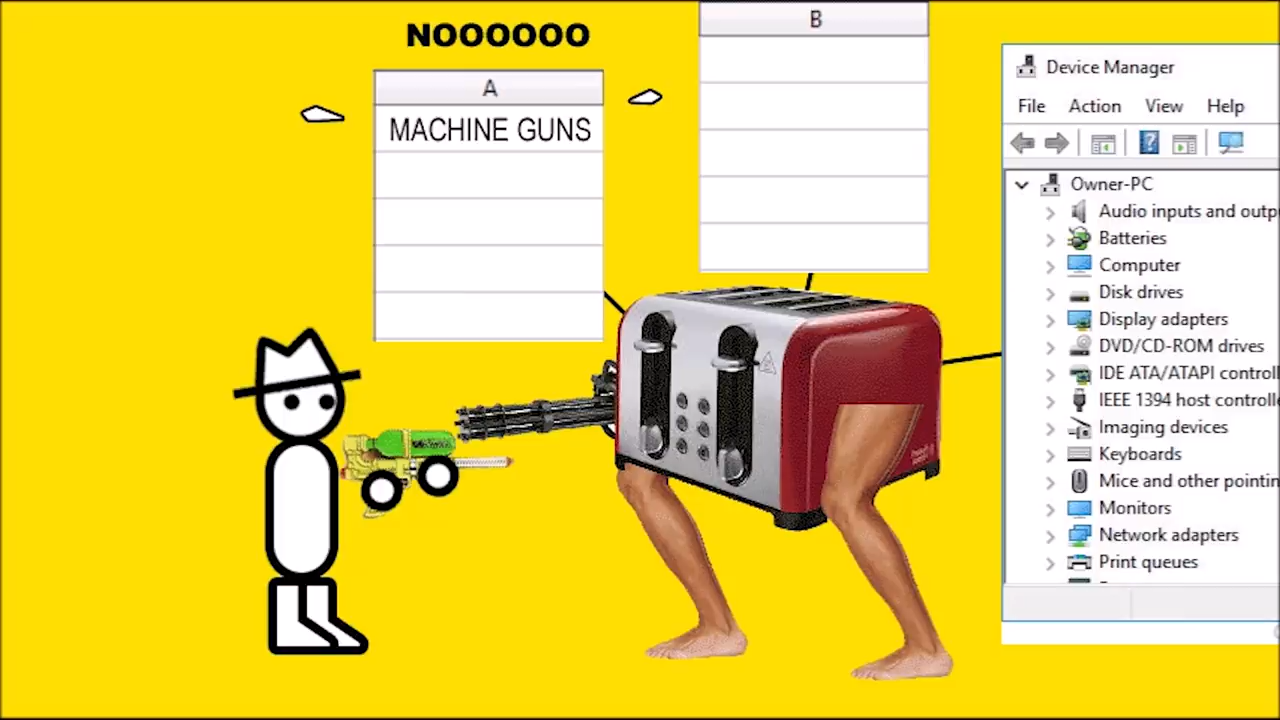 NOOOOOO
A
MACHINE GUNS
B
Device Manager
File Action View Help
Owner-PC
Audio inputs and outp
Batteries
Computer
Disk drives
Display adapters
DVD/CD-ROM drives
IDE ATA/ATAPI controll
IEEE 1394 host controlle
Imaging devices
Keyboards
Mice and other pointin
Monitors
Network adapters
Print queues